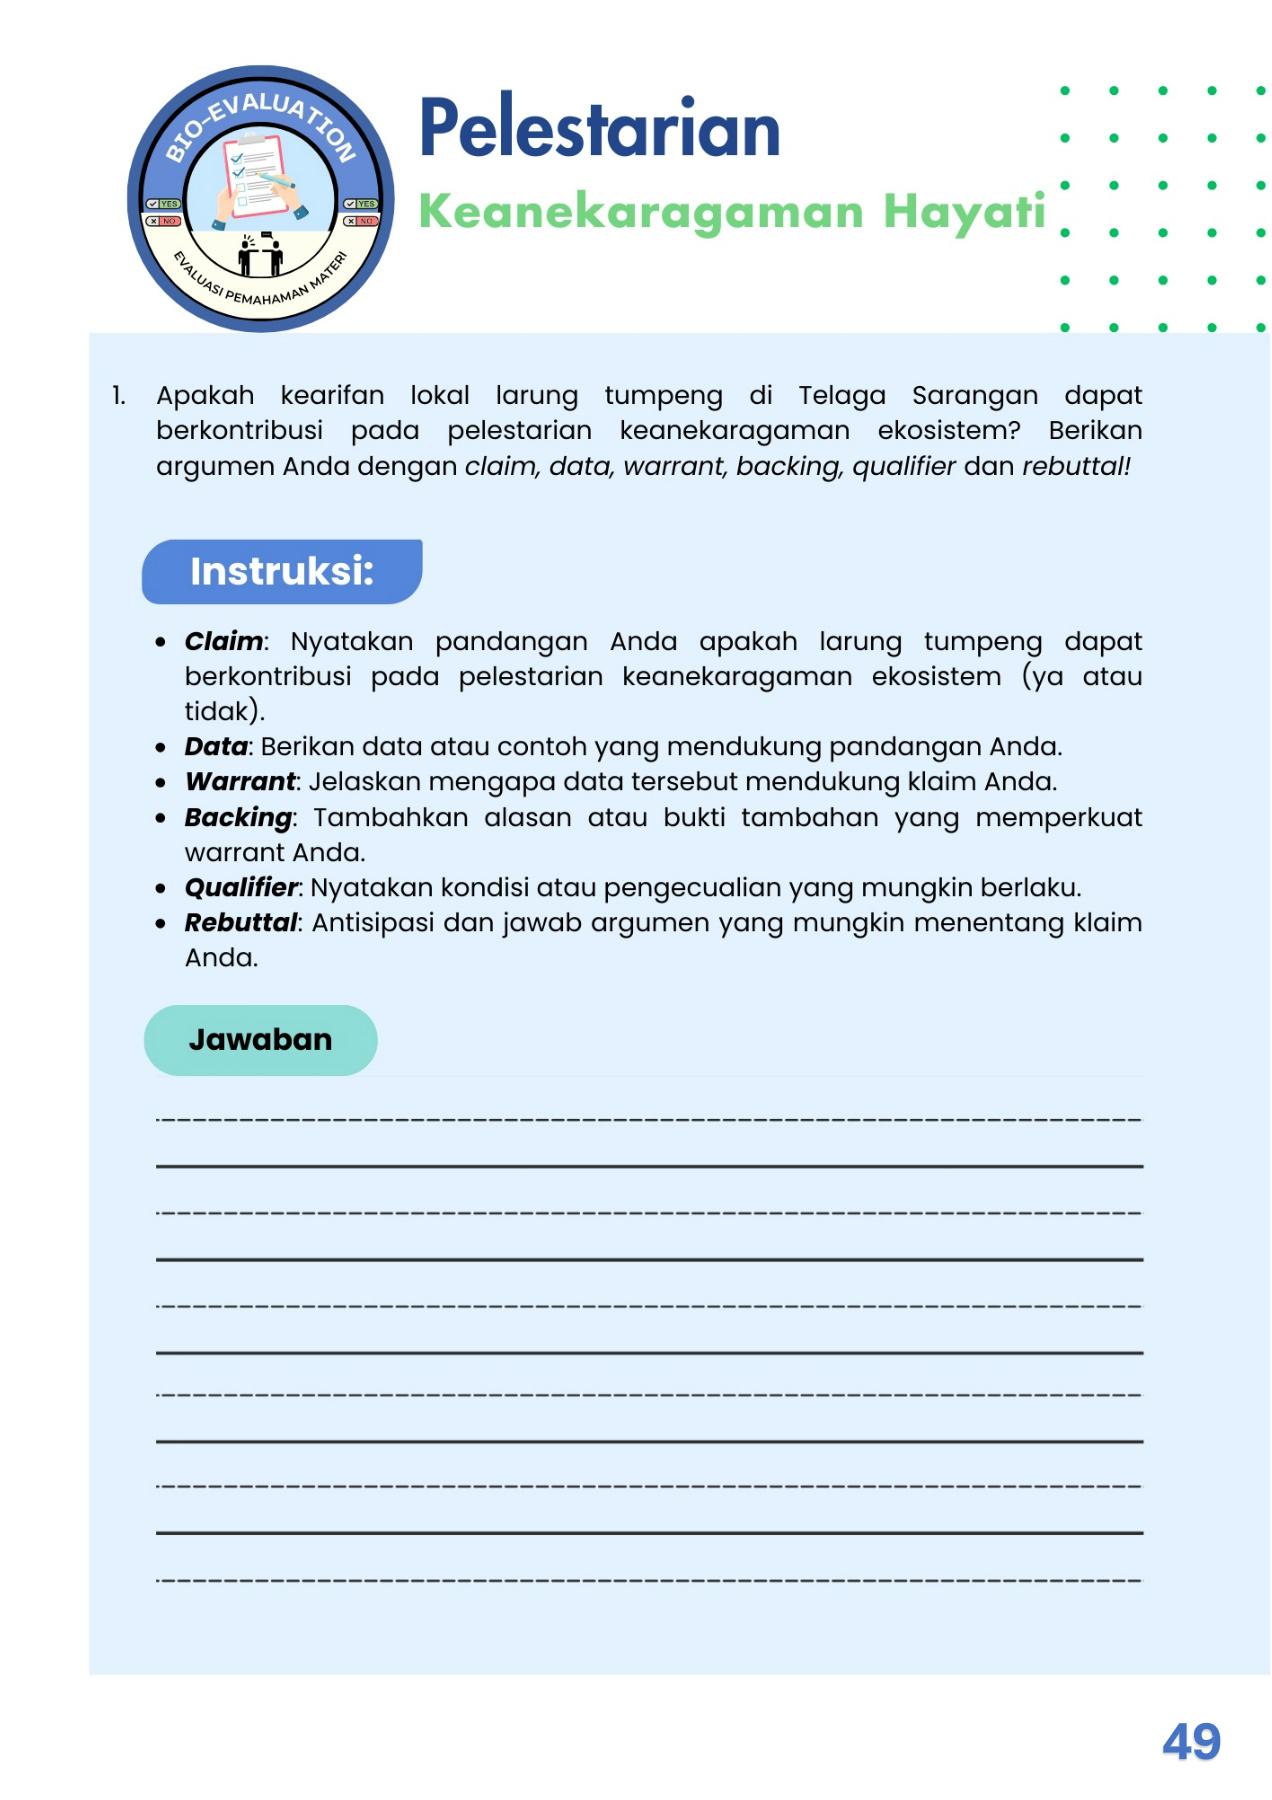 BIO-EVALUATION
YES
NO
YES
NO
EVALUASI PEMAHAMAN MATERI
Pelestarian
Keanekaragaman Hayati
1. Apakah kearifan lokal larung tumpeng di Telaga Sarangan dapat
berkontribusi pada pelestarian keanekaragaman ekosistem? Berikan
argumen Anda dengan claim, data, warrant, backing, qualifier dan rebuttal!
Instruksi:
• Claim: Nyatakan pandangan Anda apakah larung tumpeng dapat
berkontribusi pada pelestarian keanekaragaman ekosistem (ya atau
tidak).
• Data: Berikan data atau contoh yang mendukung pandangan Anda.
• Warrant: Jelaskan mengapa data tersebut mendukung klaim Anda.
• Backing: Tambahkan alasan atau bukti tambahan yang memperkuat
warrant Anda.
• Qualifier: Nyatakan kondisi atau pengecualian yang mungkin berlaku.
• Rebuttal: Antisipasi dan jawab argumen yang mungkin menentang klaim
Anda.
Jawaban
49